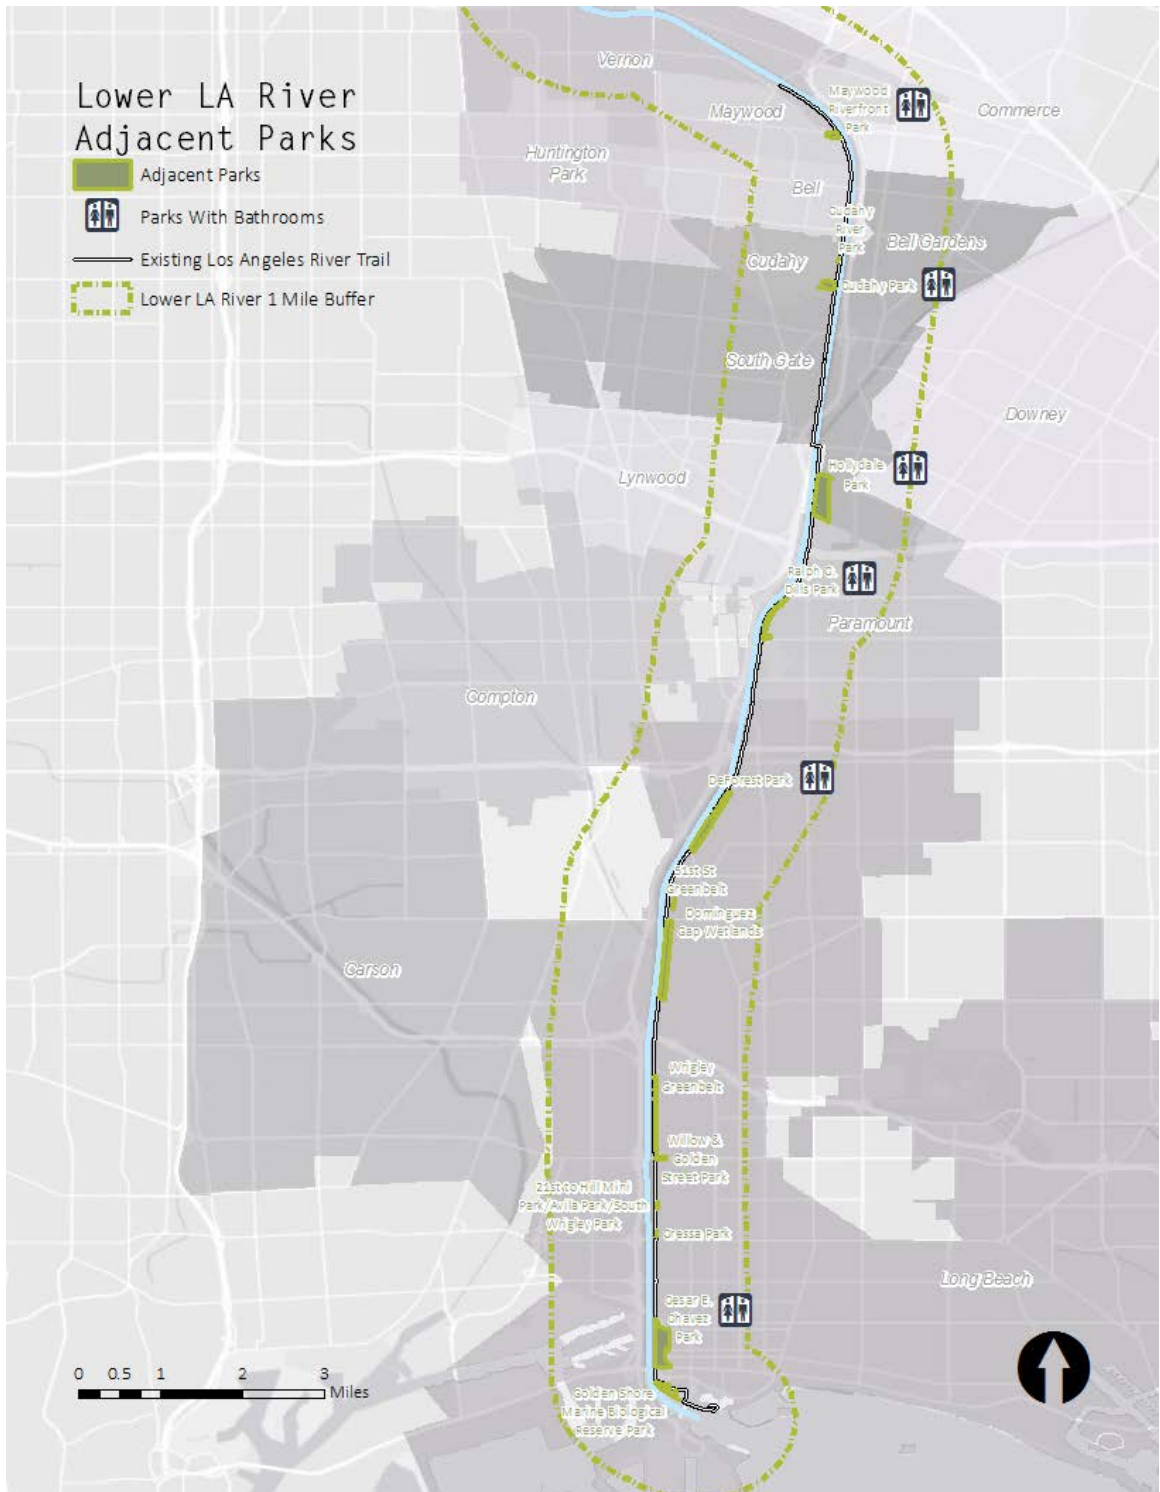 Lower LA River
Adjacent Parks
Adjacent Parks
Parks With Bathrooms
Existing Los Angeles River Trail
Lower LA River 1 Mile Buffer
Vernon
Maywood
Riverfront
Park
Commerce
Maywood
Huntington
Park
Bell
Cudahy
River
Park
Bell Gardens
Cudahy
Cudahy Park
South Gate
Downey
Hollydale
Park
Lynwood
Ralph C.
Dills Park
Paramount
Compton
DeForest Park
51st St
Greenbelt
Dominguez
Gap Wetlands
Carson
Wrigley
Greenbelt
Willow &
Golden
Street Park
21st to Hill Mini
Park/Avila Park/South
Wrigley Park
Cressa Park
Long Beach
Cesar E.
Chavez
Park
0 0.5 1 2 3
Miles
Golden Shore
Marine Biological
Reserve Park